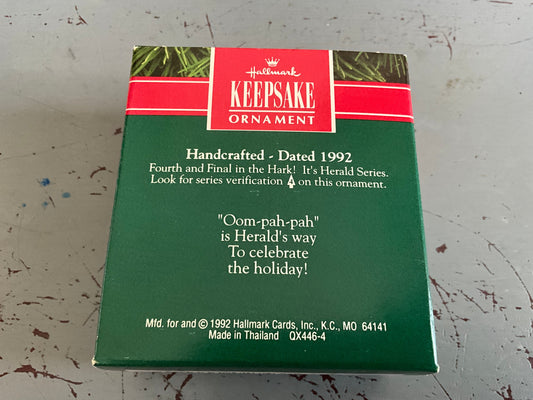 Hallmark
KEEPSAKE
ORNAMENT
Handcrafted - Dated 1992
Fourth and Final in the Hark! It's Herald Series.
Look for series verification 4 on this ornament.
"Oom-pah-pah"
is Herald's way
To celebrate
the holiday!
Mfd. for and © 1992 Hallmark Cards, Inc., K.C., MO 64141
Made in Thailand QX446-4